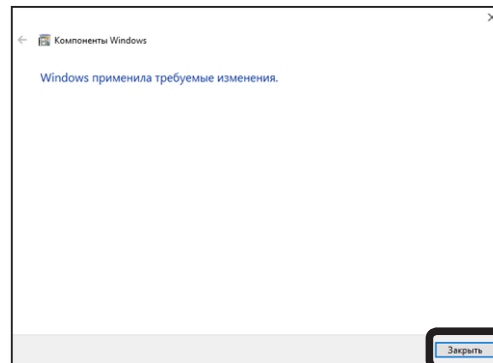 Компоненты Windows
Windows применила требуемые изменения.
Закрыть